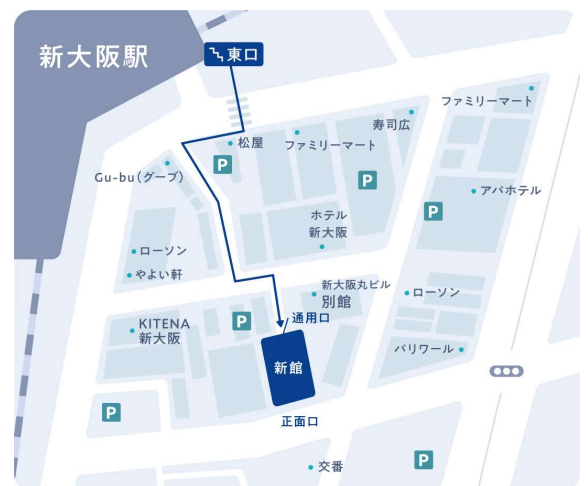 新大阪駅
東口
ファミリーマート
寿司広
松屋
ファミリーマート
P
P
Gu-bu(グーブ)
アパホテル
P
ホテル
新大阪
ローソン
やよい軒
新大阪丸ビル
別館
ローソン
通用口
P
KITENA
新大阪
パリワール
新館
P
正面口
P
交番